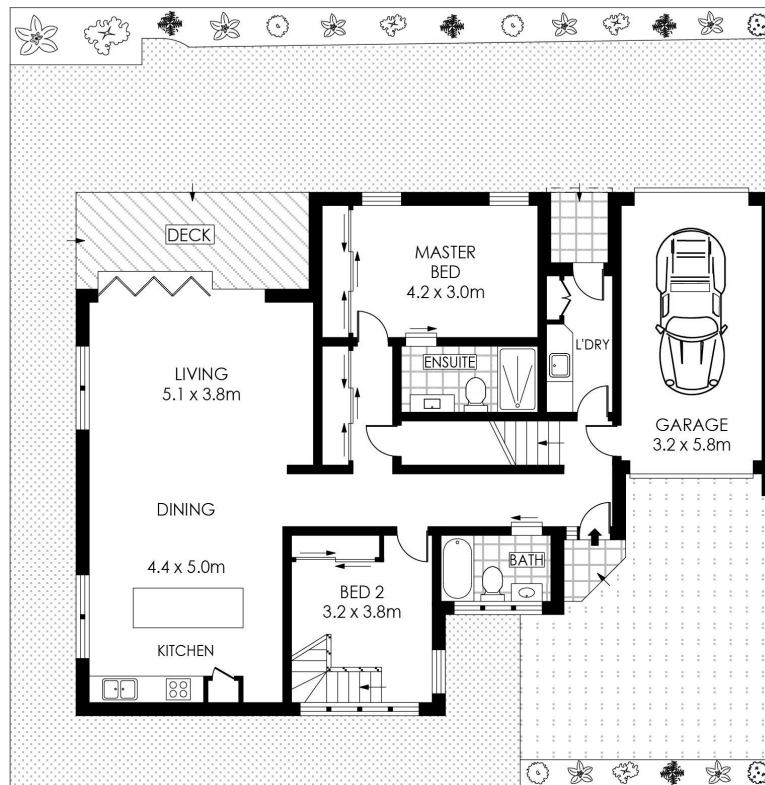 DECK
MASTER
BED
4.2 x 3.0m
LIVING
5.1 x 3.8m
ENSUITE
L'DRY
GARAGE
3.2 x 5.8m
DINING
4.4 x 5.0m
KITCHEN
BED 2
3.2 x 3.8m
BATH